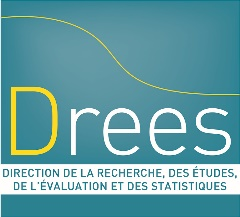 Drees
DIRECTION DE LA RECHERCHE, DES ÉTUDES,
DE L'ÉVALUATION ET DES STATISTIQUES